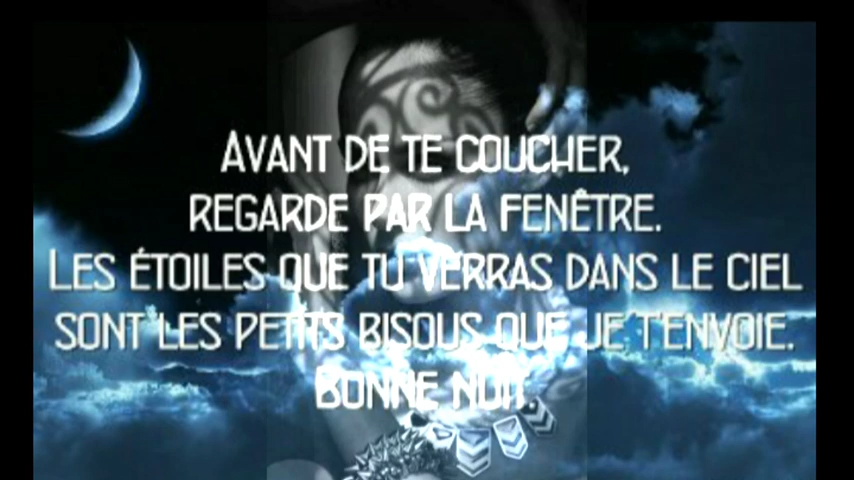 AVANT DE TE COUCHER,
REGARDE PAR LA FENÊTRE.
LES ÉTOILES QUE TU VERRAS DANS LE CIEL
SONT LES PETITS BISOUS QUE JE T'ENVOIE.
BONNE NUIT